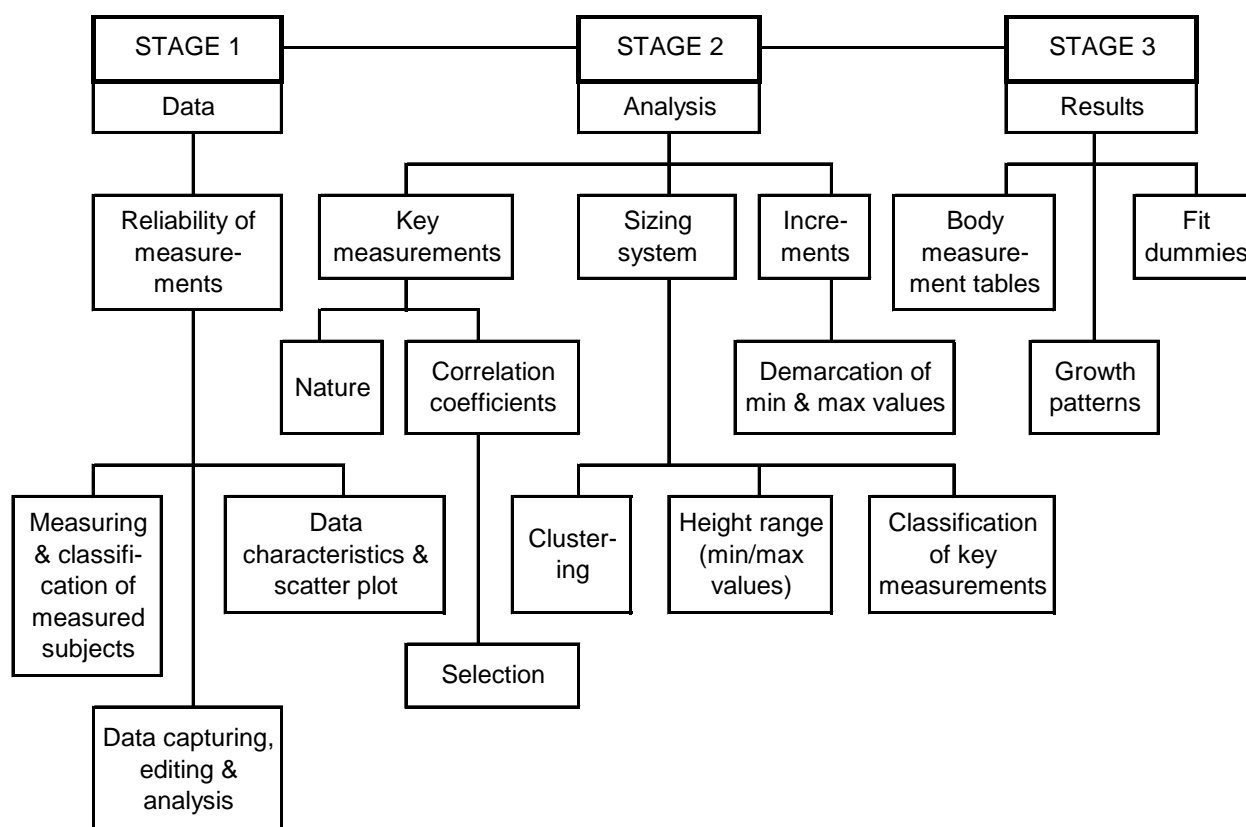 STAGE 1
STAGE 2
STAGE 3
Data
Analysis
Results
Reliability of
measure-
ments
Key
measurements
Sizing
system
Incre-
ments
Body
measure-
ment tables
Fit
dummies
Nature
Correlation
coefficients
Demarcation of
min & max values
Growth
patterns
Measuring
& classifi-
cation of
measured
subjects
Data
characteristics &
scatter plot
Cluster-
ing
Height range
(min/max
values)
Classification
of key
measurements
Selection
Data capturing,
editing &
analysis